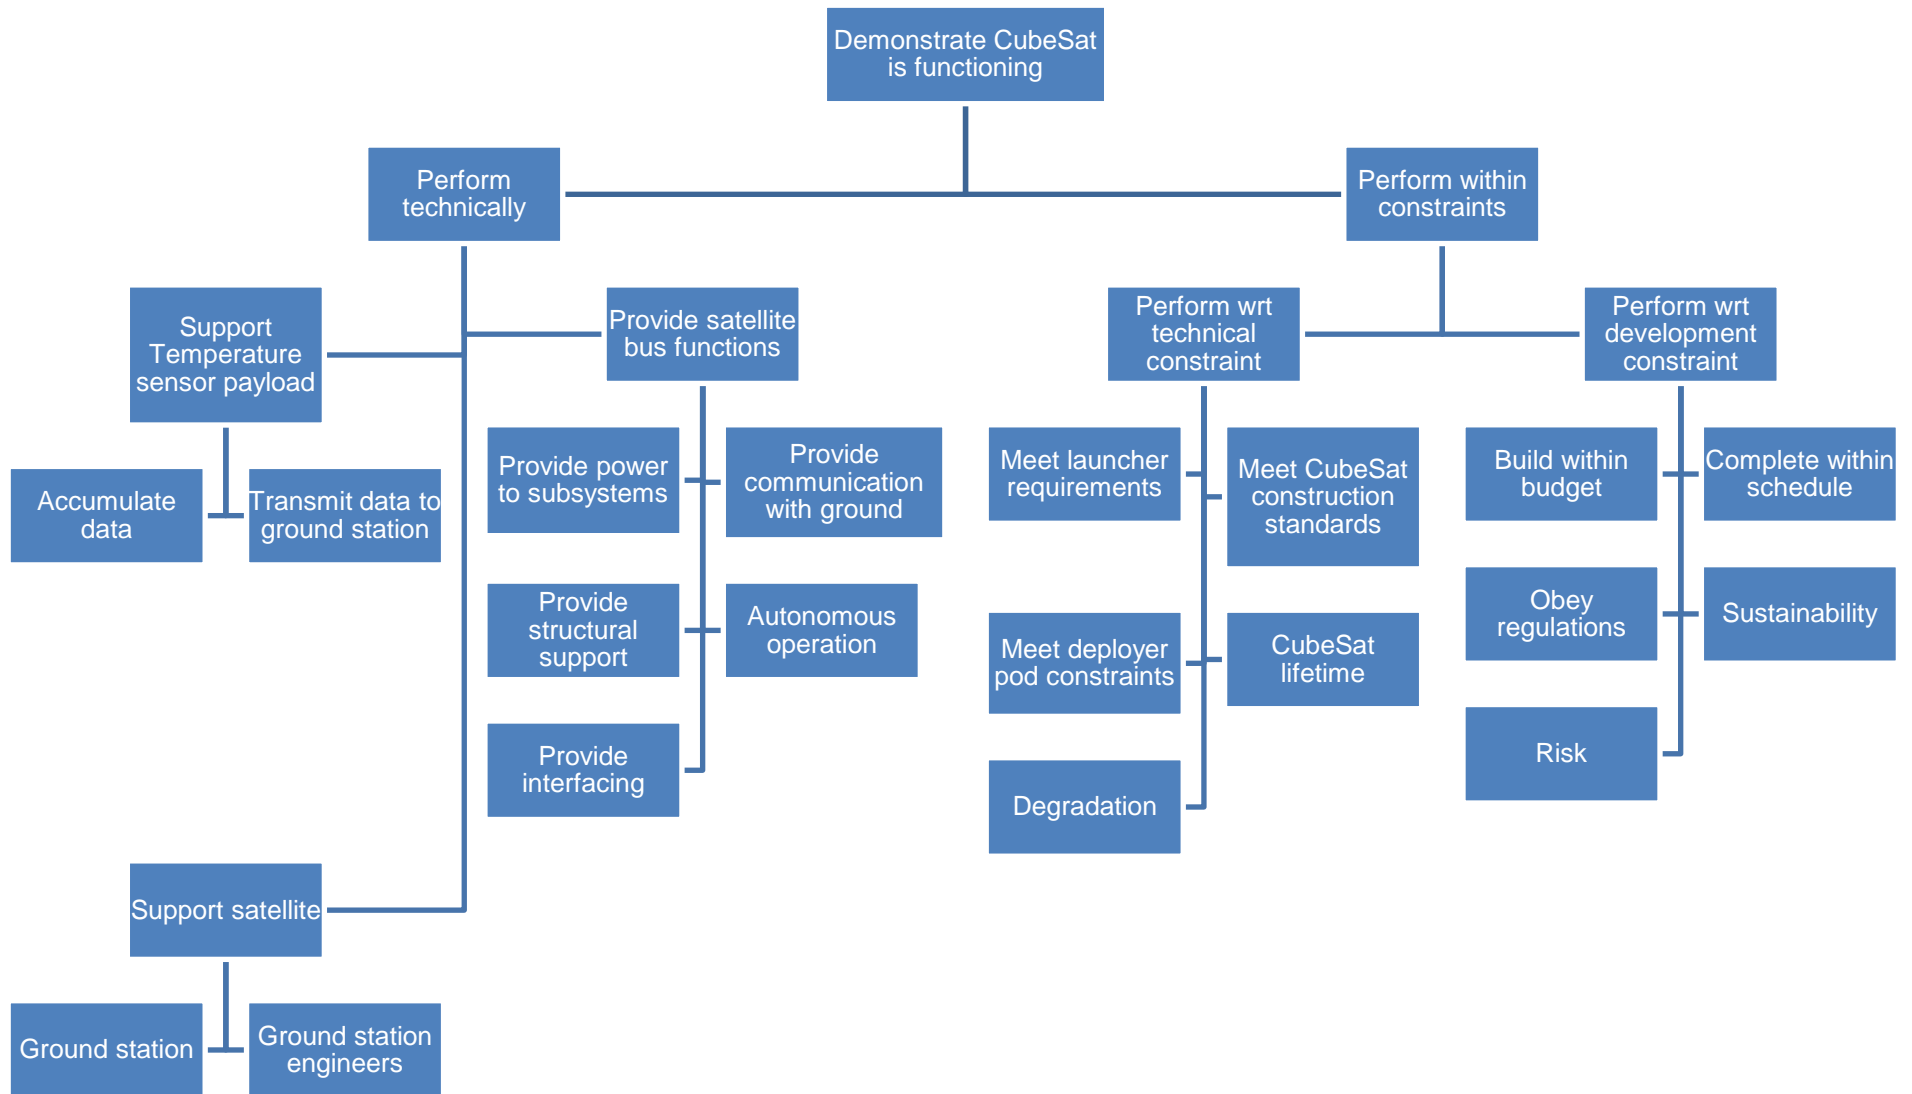 Demonstrate CubeSat
is functioning
Perform
technically
Perform within
constraints
Support
Temperature
sensor payload
Provide satellite
bus functions
Perform wrt
technical
constraint
Perform wrt
development
constraint
Accumulate
data
Transmit data to
ground station
Provide power
to subsystems
Provide
communication
with ground
Meet launcher
requirements
Meet CubeSat
construction
standards
Build within
budget
Complete within
schedule
Provide
structural
support
Autonomous
operation
Meet deployer
pod constraints
CubeSat
lifetime
Obey
regulations
Sustainability
Provide
interfacing
Degradation
Risk
Support satellite
Ground station
Ground station
engineers